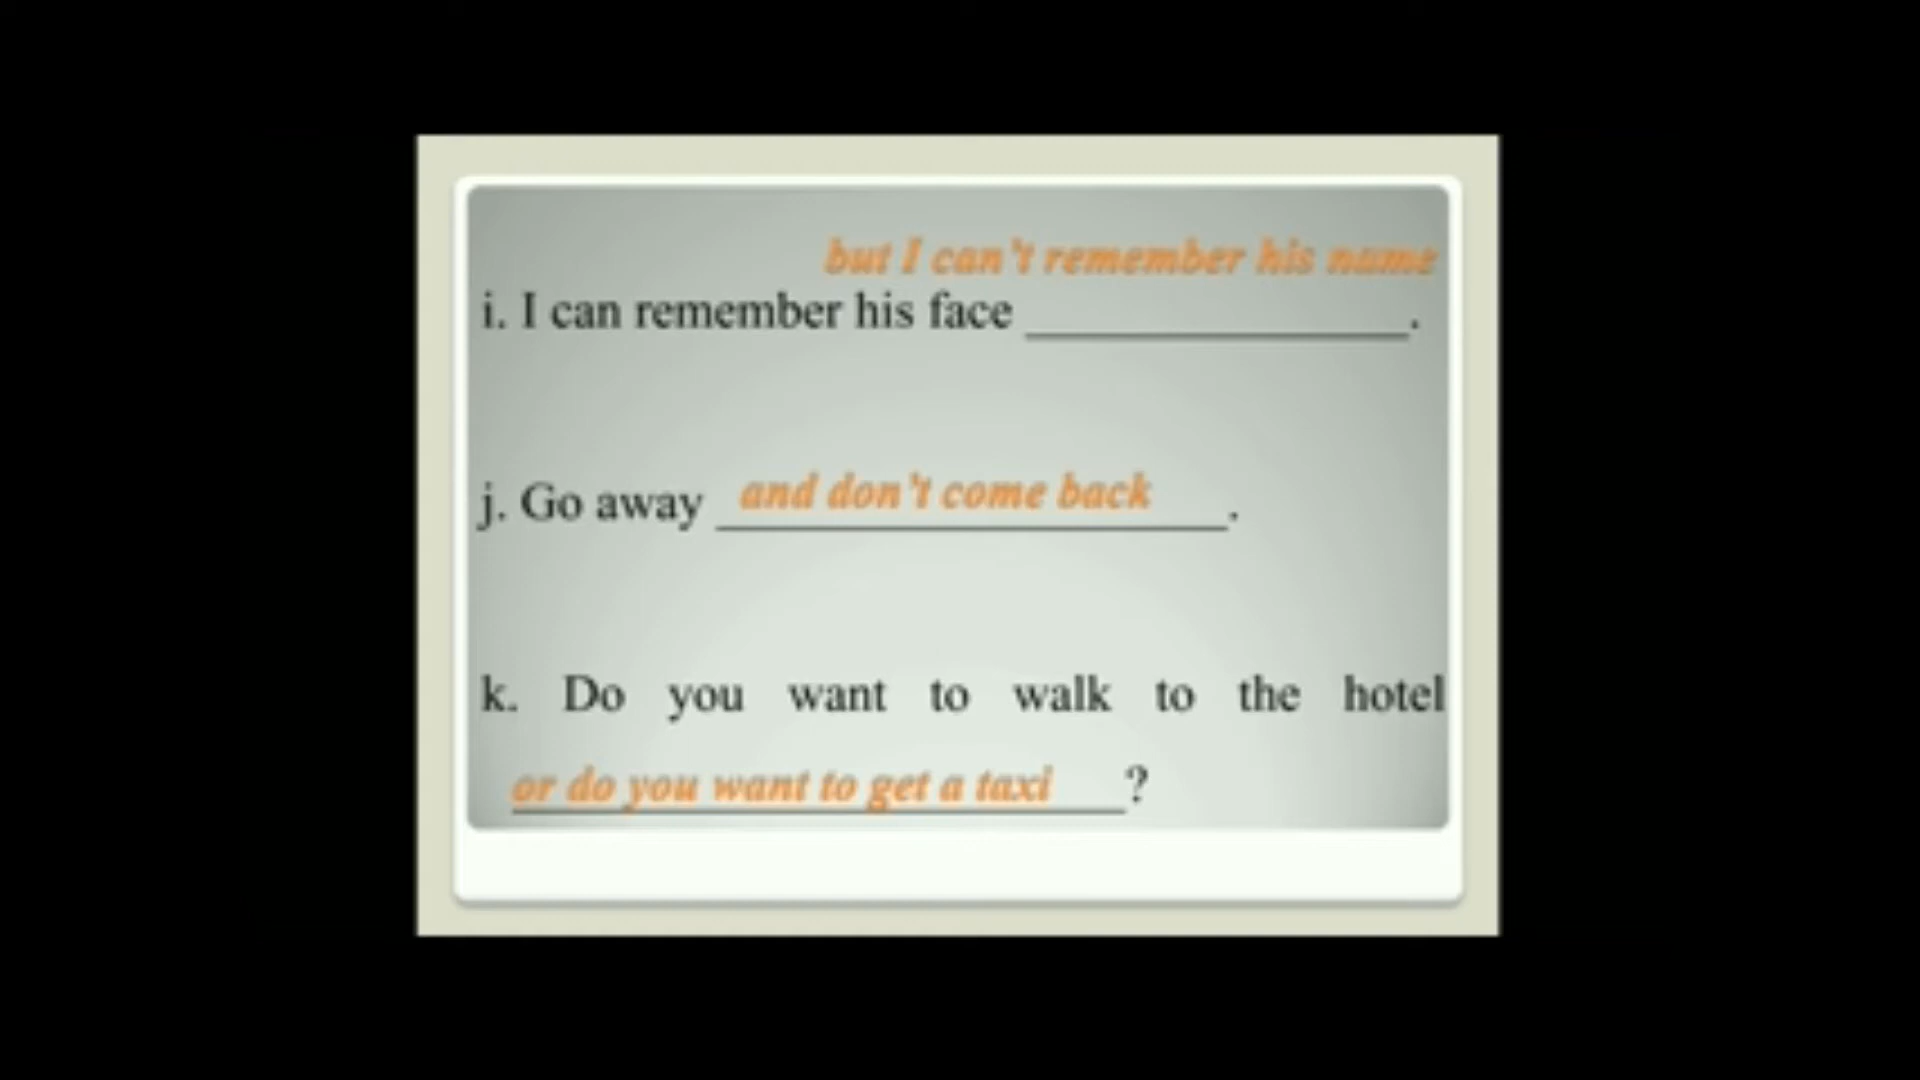 but I can't remember his name
i. I can remember his face ____________.
j. Go away and don't come back.
k. Do you want to walk to the hotel
or do you want to get a taxi ?